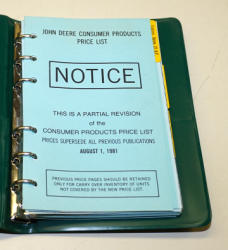 JOHN DEERE CONSUMER PRODUCTS
PRICE LIST
NOTICE
THIS IS A PARTIAL REVISION
of the
CONSUMER PRODUCTS PRICE LIST
PRICES SUPERSEDE ALL PREVIOUS PUBLICATIONS
AUGUST 1, 1981
PREVIOUS PRICE PAGES SHOULD BE RETAINED
ONLY FOR CARRY OVER INVENTORY OF UNITS
NOT COVERED BY THE NEW PRICE LIST.